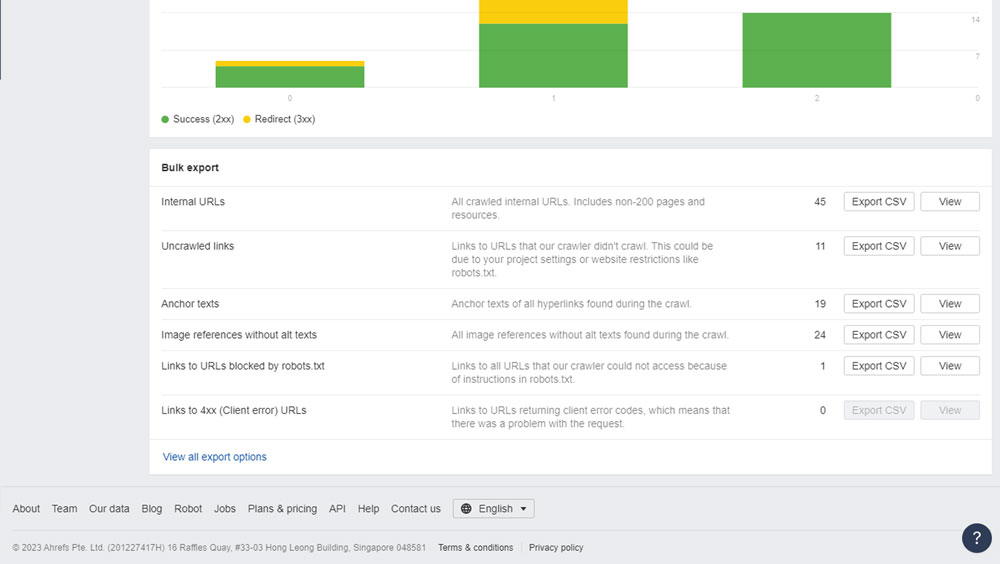 14
7
0 1 2 0
Success (2xx) Redirect (3xx)
Bulk export
Internal URLs All crawled internal URLs. Includes non-200 pages and 45 Export CSV View
resources.
Uncrawled links Links to URLs that our crawler didn't crawl. This could be 11 Export CSV View
due to your project settings or website restrictions like
robots.txt.
Anchor texts Anchor texts of all hyperlinks found during the crawl. 19 Export CSV View
Image references without alt texts All image references without alt texts found during the crawl. 24 Export CSV View
Links to URLs blocked by robots.txt Links to all URLs that our crawler could not access because 1 Export CSV View
of instructions in robots.txt.
Links to 4xx (Client error) URLs Links to URLs returning client error codes, which means that 0 Export CSV View
there was a problem with the request.
View all export options
About Team Our data Blog Robot Jobs Plans & pricing API Help Contact us English
© 2023 Ahrefs Pte. Ltd. (201227417H) 16 Raffles Quay, #33-03 Hong Leong Building, Singapore 048581 Terms & conditions Privacy policy ?